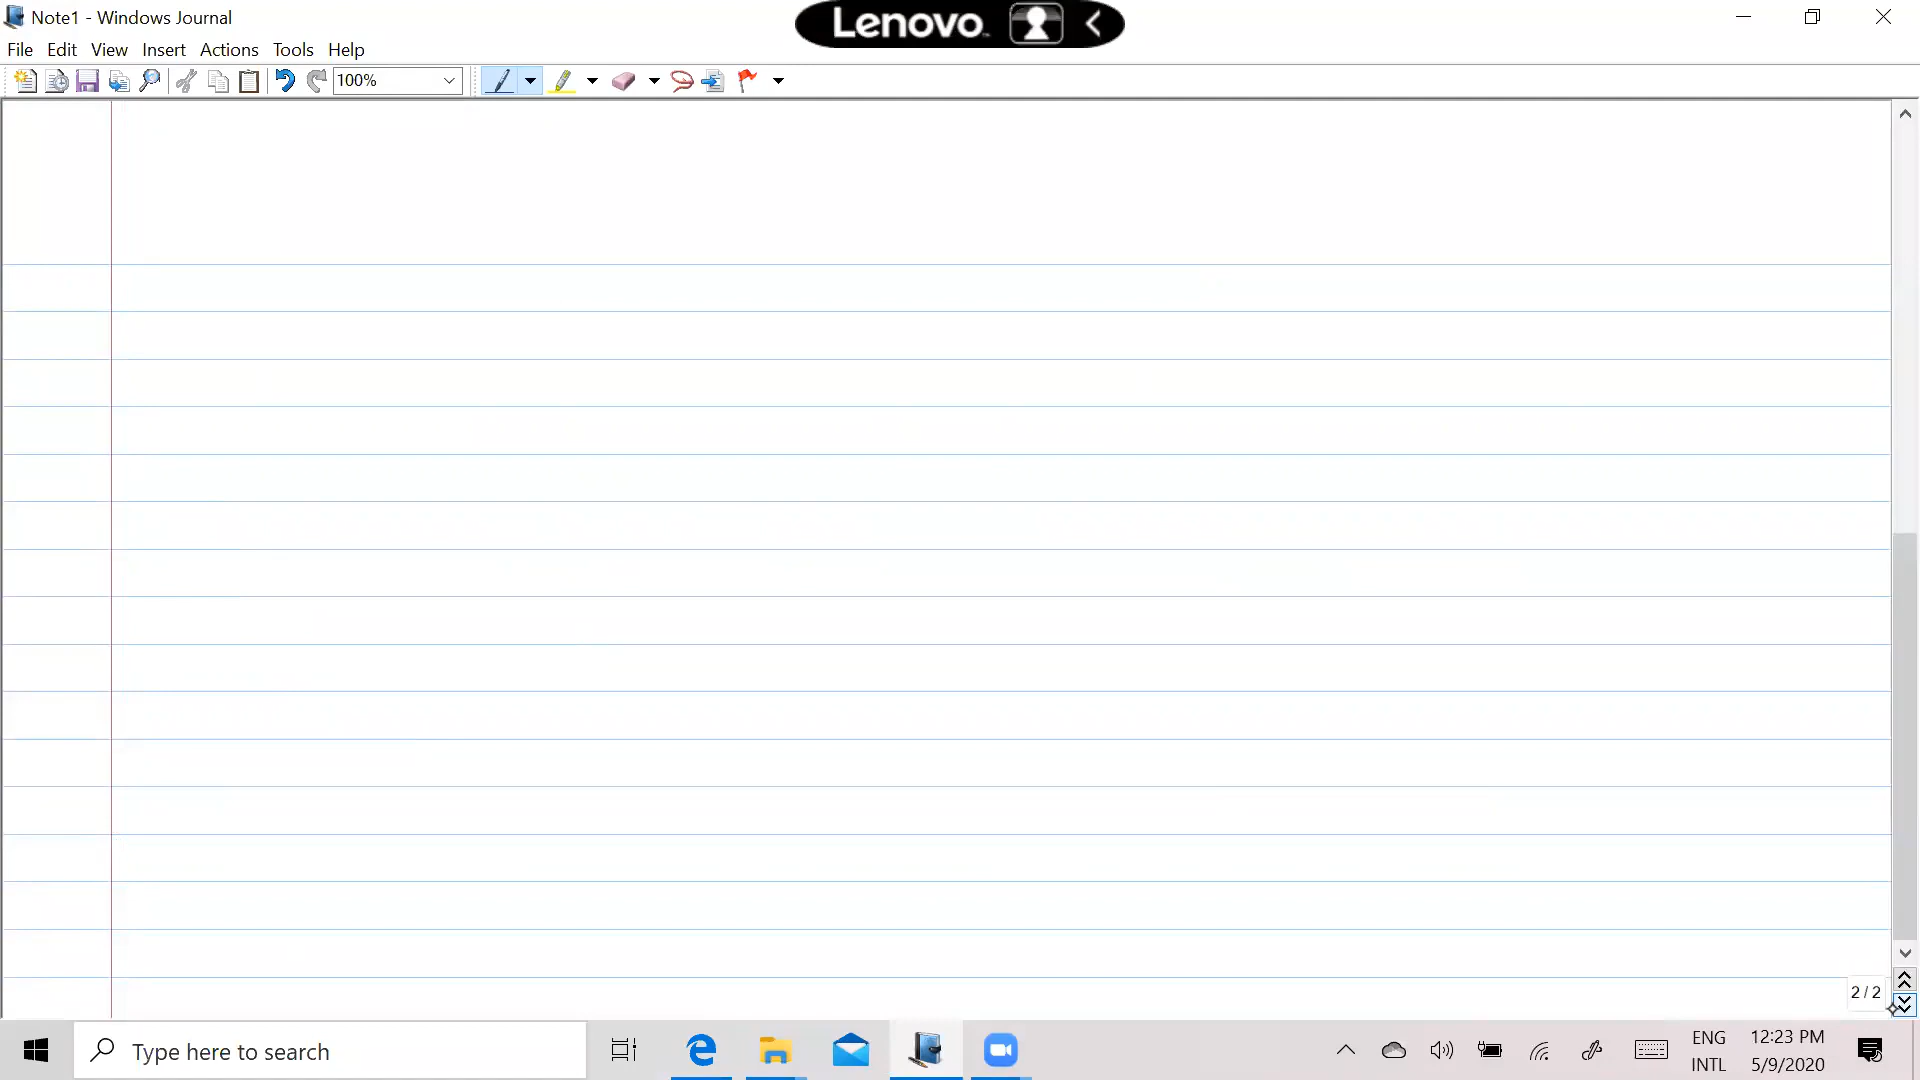 Note1 - Windows Journal
Lenovo
File Edit View Insert Actions Tools Help
100%
2 / 2
Type here to search
ENG
INTL
12:23 PM
5/9/2020